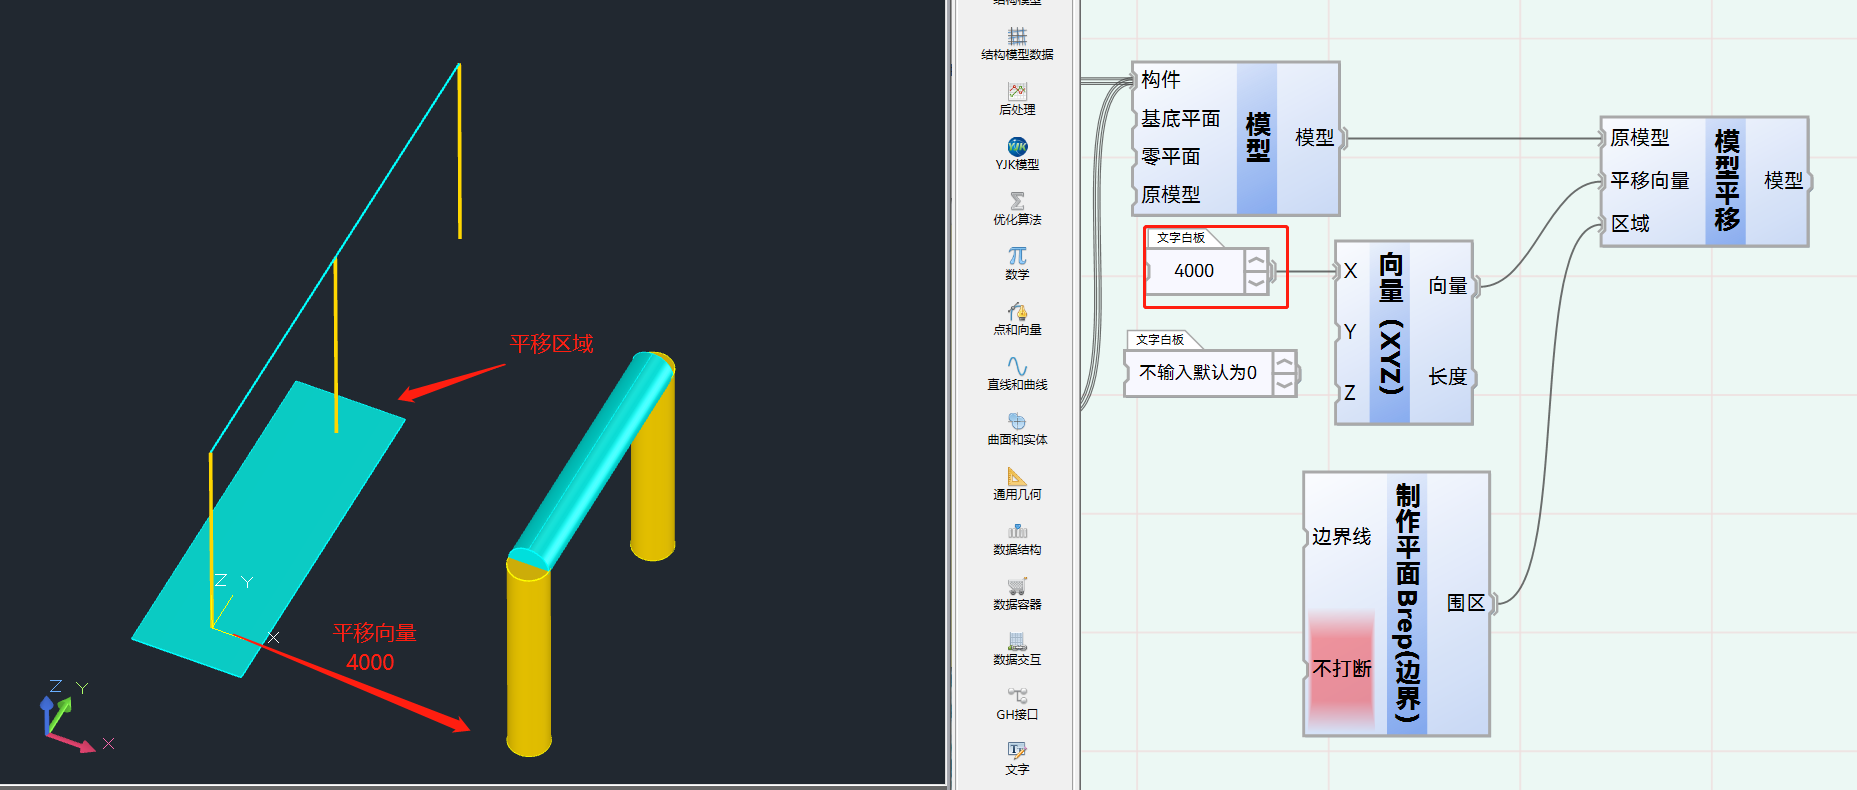 平移区域
平移向量
4000
Z
Y
X
Z
Y
X
结构模型
结构模型数据
后处理
YJK
YJK模型
优化算法
数学
点和向量
直线和曲线
曲面和实体
通用几何
数据结构
数据容器
数据交互
GH接口
文字
构件
基底平面
零平面
原模型
模型
模型
原模型
平移向量
区域
模型平移
模型
文字白板
4000
文字白板
不输入默认为0
X
Y
Z
向量（XYZ）
向量
长度
边界线
不打断
制作平面Brep(边界)
围区